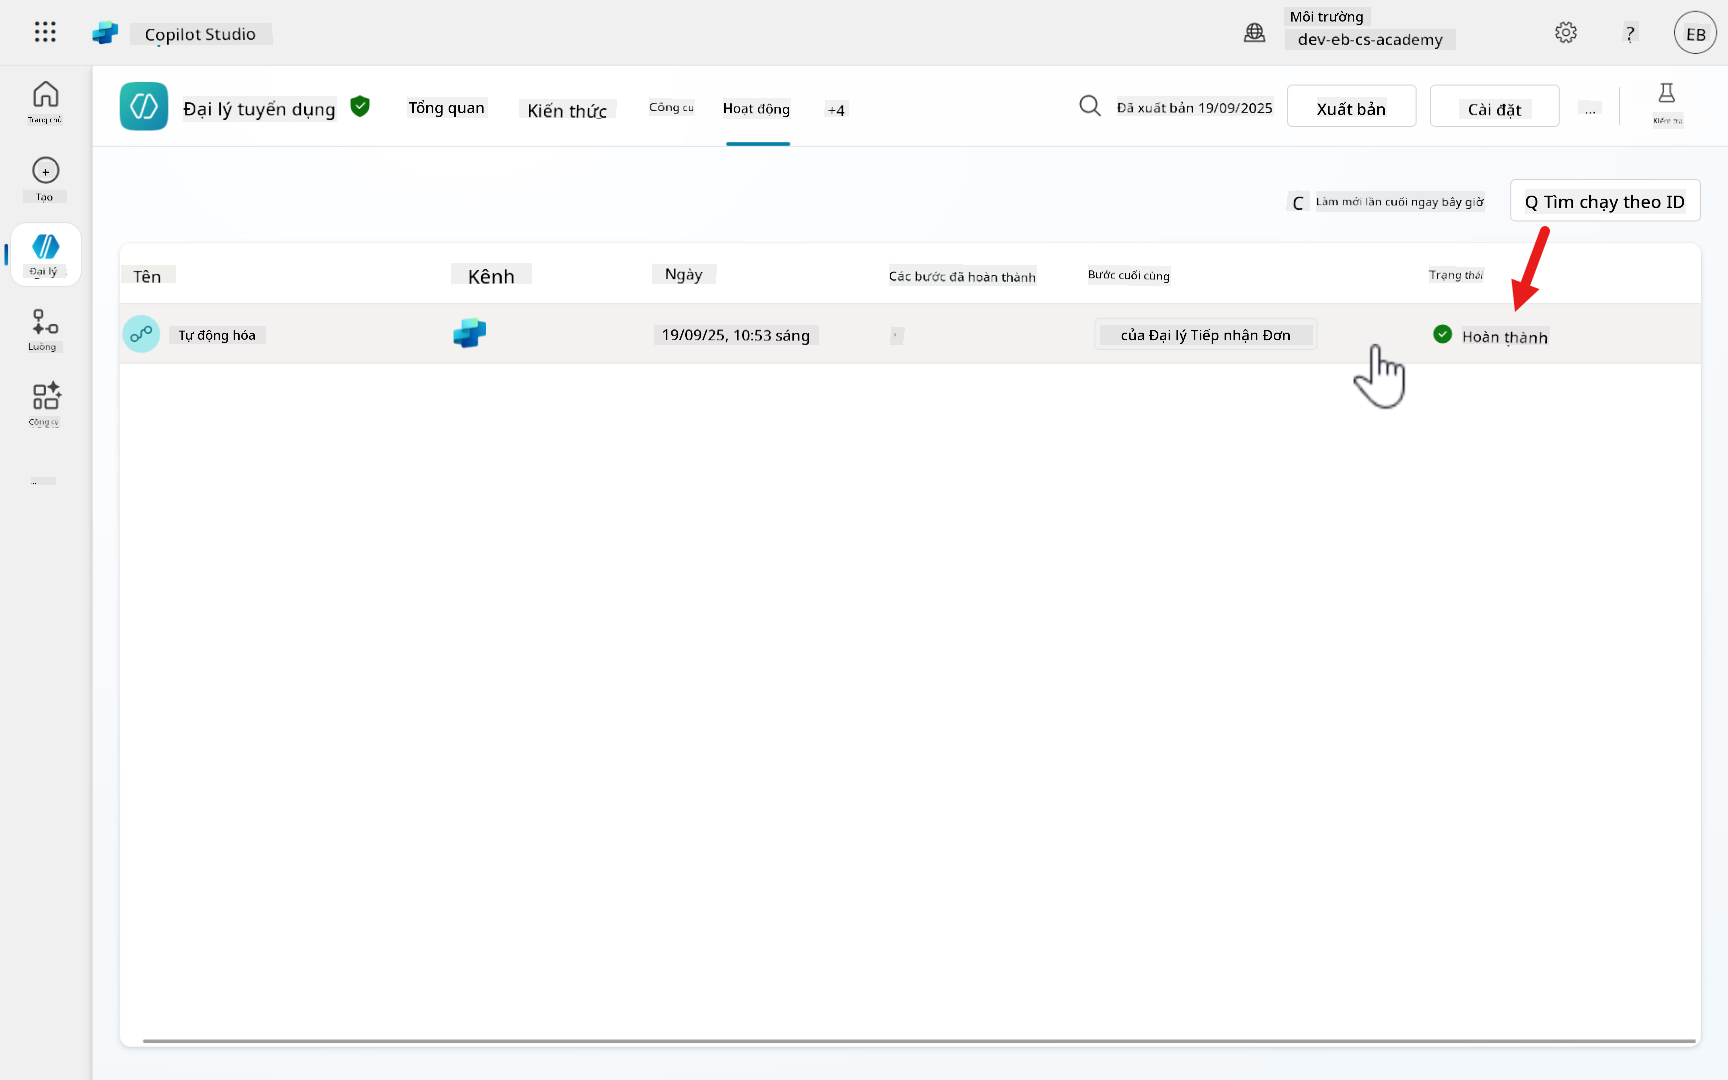 Copilot Studio
Môi trường
dev-eb-cs-academy
?
EB
Trang chủ
Tạo
Đại lý
Luồng
Công cụ
Đại lý tuyển dụng
Tổng quan
Kiến thức
Công cụ
Hoạt động
+4
Đã xuất bản 19/09/2025
Xuất bản
Cài đặt
...
Kiểm tra
C Làm mới lần cuối ngay bây giờ
Q Tìm chạy theo ID
Tên
Kênh
Ngày
Các bước đã hoàn thành
Bước cuối cùng
Trạng thái
Tự động hóa
19/09/25, 10:53 sáng
của Đại lý Tiếp nhận Đơn
Hoàn thành